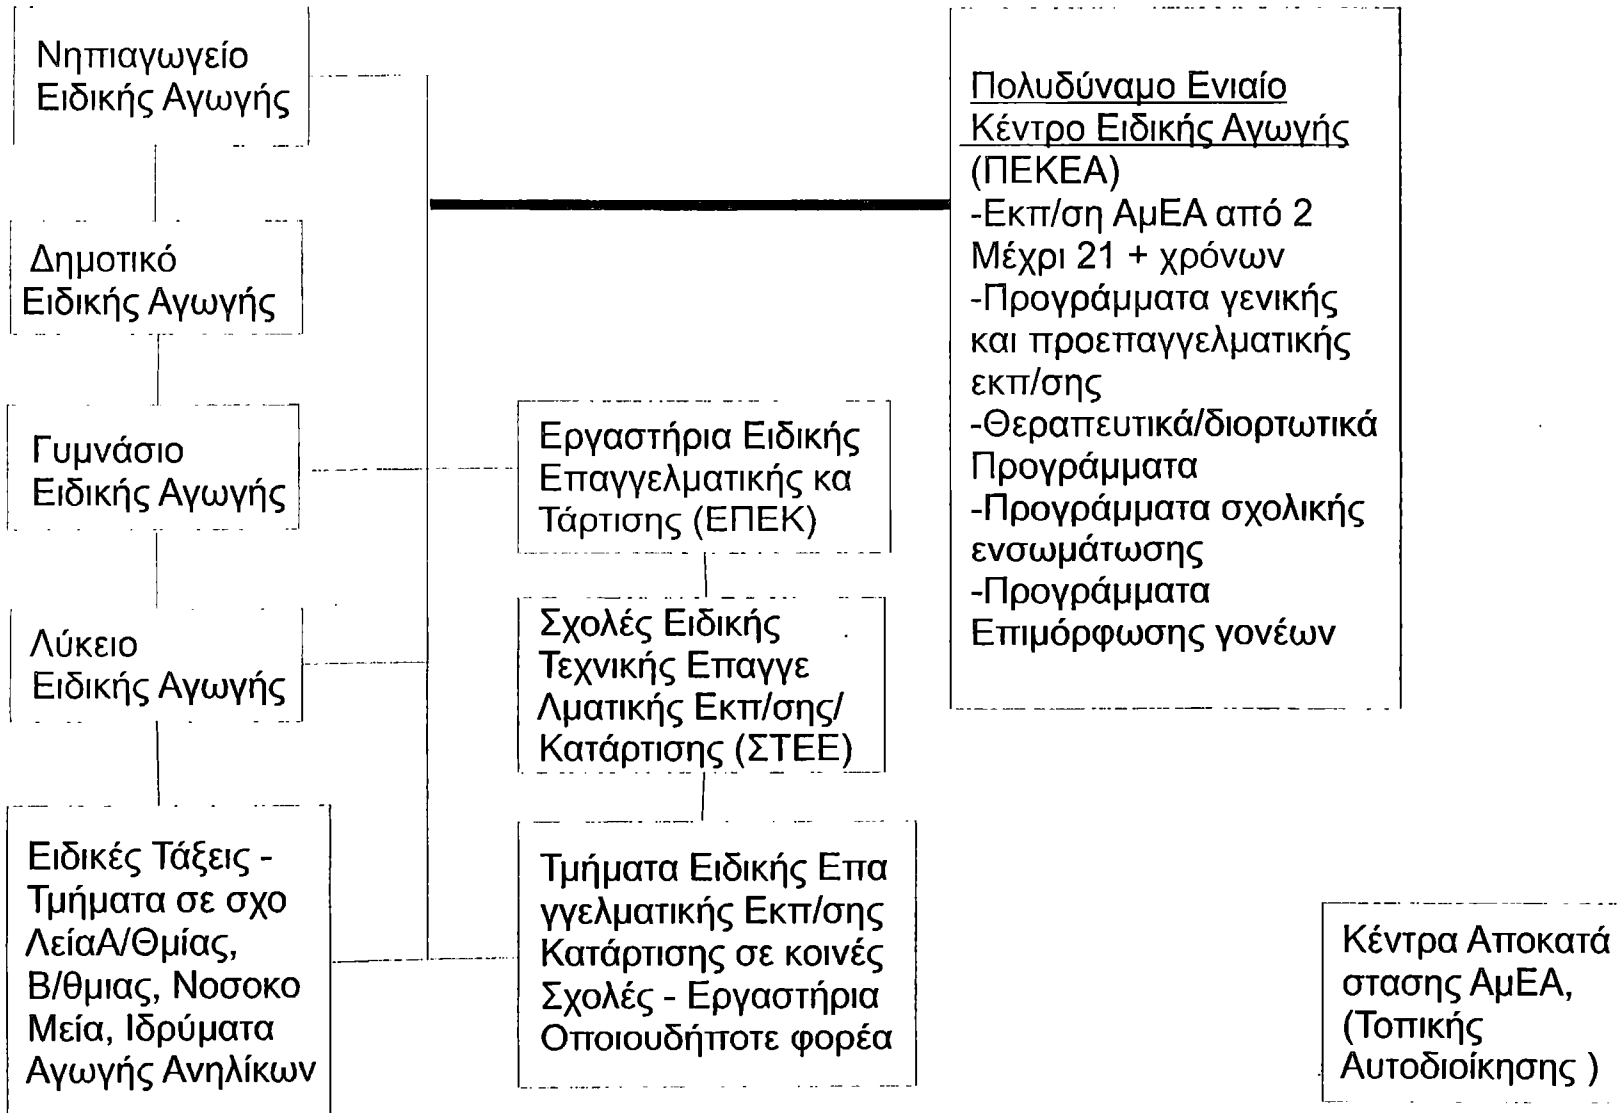 Νηπιαγωγείο
Ειδικής Αγωγής
Δημοτικό
Ειδικής Αγωγής
Γυμνάσιο
Ειδικής Αγωγής
Λύκειο
Ειδικής Αγωγής
Ειδικές Τάξεις -
Τμήματα σε σχο
ΛείαΑ/Θμίας,
Β/θμιας, Νοσοκο
Μεία, Ιδρύματα
Αγωγής Ανηλίκων
Εργαστήρια Ειδικής
Επαγγελματικής κα
Τάρτισης (ΕΠΕΚ)
Σχολές Ειδικής
Τεχνικής Επαγγε
Λματικής Εκπ/σης/
Κατάρτισης (ΣΤΕΕ)
Τμήματα Ειδικής Επα
γγελματικής Εκπ/σης
Κατάρτισης σε κοινές
Σχολές - Εργαστήρια
Οποιουδήποτε φορέα
Πολυδύναμο Ενιαίο
Κέντρο Ειδικής Αγωγής
(ΠΕΚΕΑ)
-Εκπ/ση ΑμΕΑ από 2
Μέχρι 21 + χρόνων
-Προγράμματα γενικής
και προεπαγγελματικής
εκπ/σης
-Θεραπευτικά/διορτωτικά
Προγράμματα
-Προγράμματα σχολικής
ενσωμάτωσης
-Προγράμματα
Επιμόρφωσης γονέων
Κέντρα Αποκατά
στασης ΑμΕΑ,
(Τοπικής
Αυτοδιοίκησης )